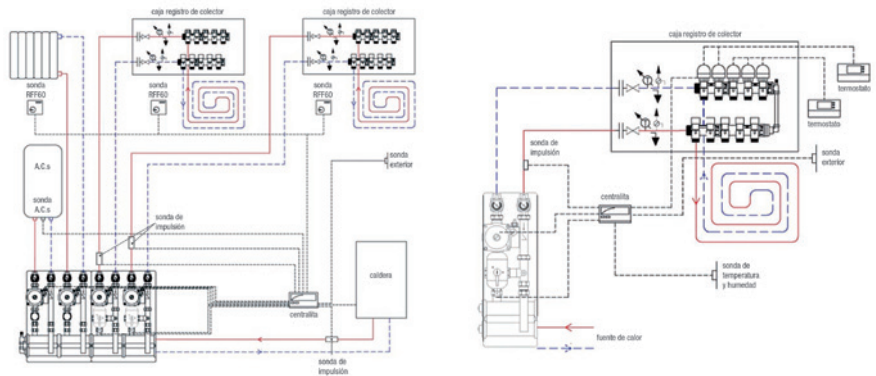 caja registro de colector
caja registro de colector
sonda
RFF60
sonda
RFF60
sonda
RFF60
A.C.s
sonda
A.C.s
sonda
exterior
sonda de
impulsión
caldera
centralita
sonda de
impulsión
caja registro de colector
termostato
termostato
sonda de
impulsión
sonda
exterior
centralita
sonda de
temperatura
y humedad
fuente de calor